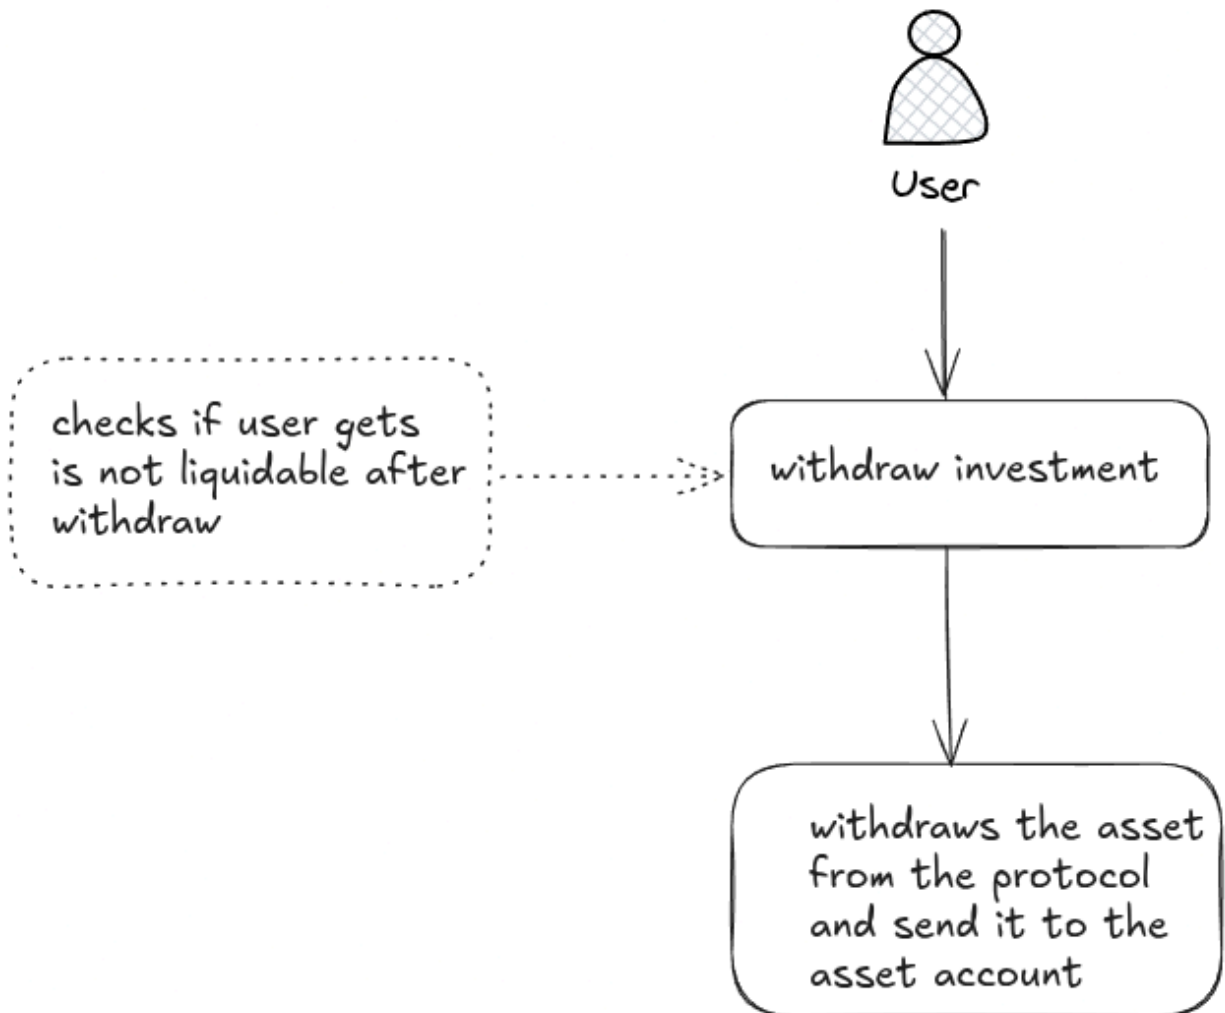 User
checks if user gets
is not liquidable after
withdraw
withdraw investment
withdraws the asset
from the protocol
and send it to the
asset account